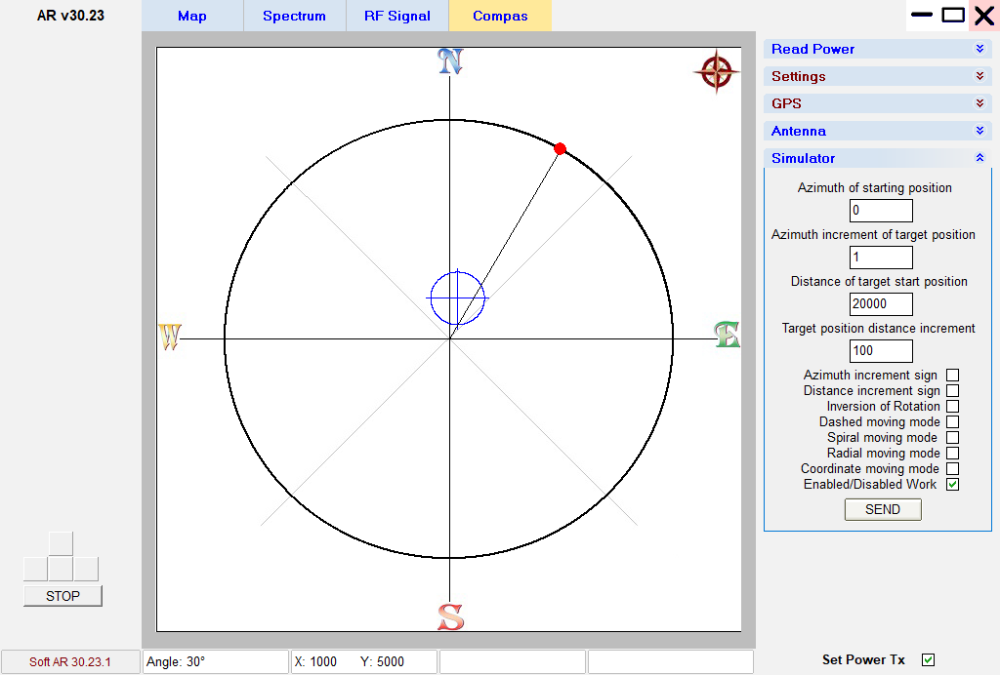 AR v30.23
Map
Spectrum
RF Signal
Compas
N
W
E
S
Read Power
Settings
GPS
Antenna
Simulator
Azimuth of starting position
0
Azimuth increment of target position
1
Distance of target start position
20000
Target position distance increment
100
Azimuth increment sign
Distance increment sign
Inversion of Rotation
Dashed moving mode
Spiral moving mode
Radial moving mode
Coordinate moving mode
Enabled/Disabled Work
SEND
STOP
Soft AR 30.23.1
Angle: 30°
X: 1000 Y: 5000
Set Power Tx